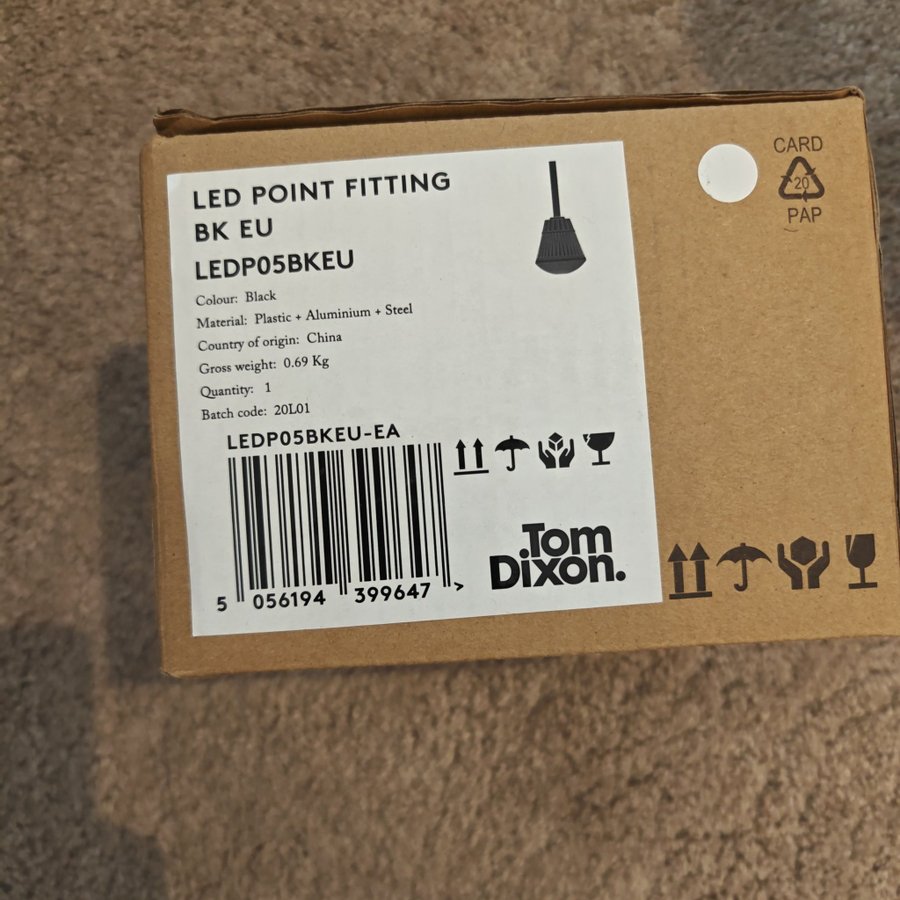 LED POINT FITTING
BK EU
LEDP05BKEU
Colour: Black
Material: Plastic + Aluminium + Steel
Country of origin: China
Gross weight: 0.69 Kg
Quantity: 1
Batch code: 20L01
LEDP05BKEU-EA
5 056194 399647 >
Tom
Dixon.
CARD
20
PAP